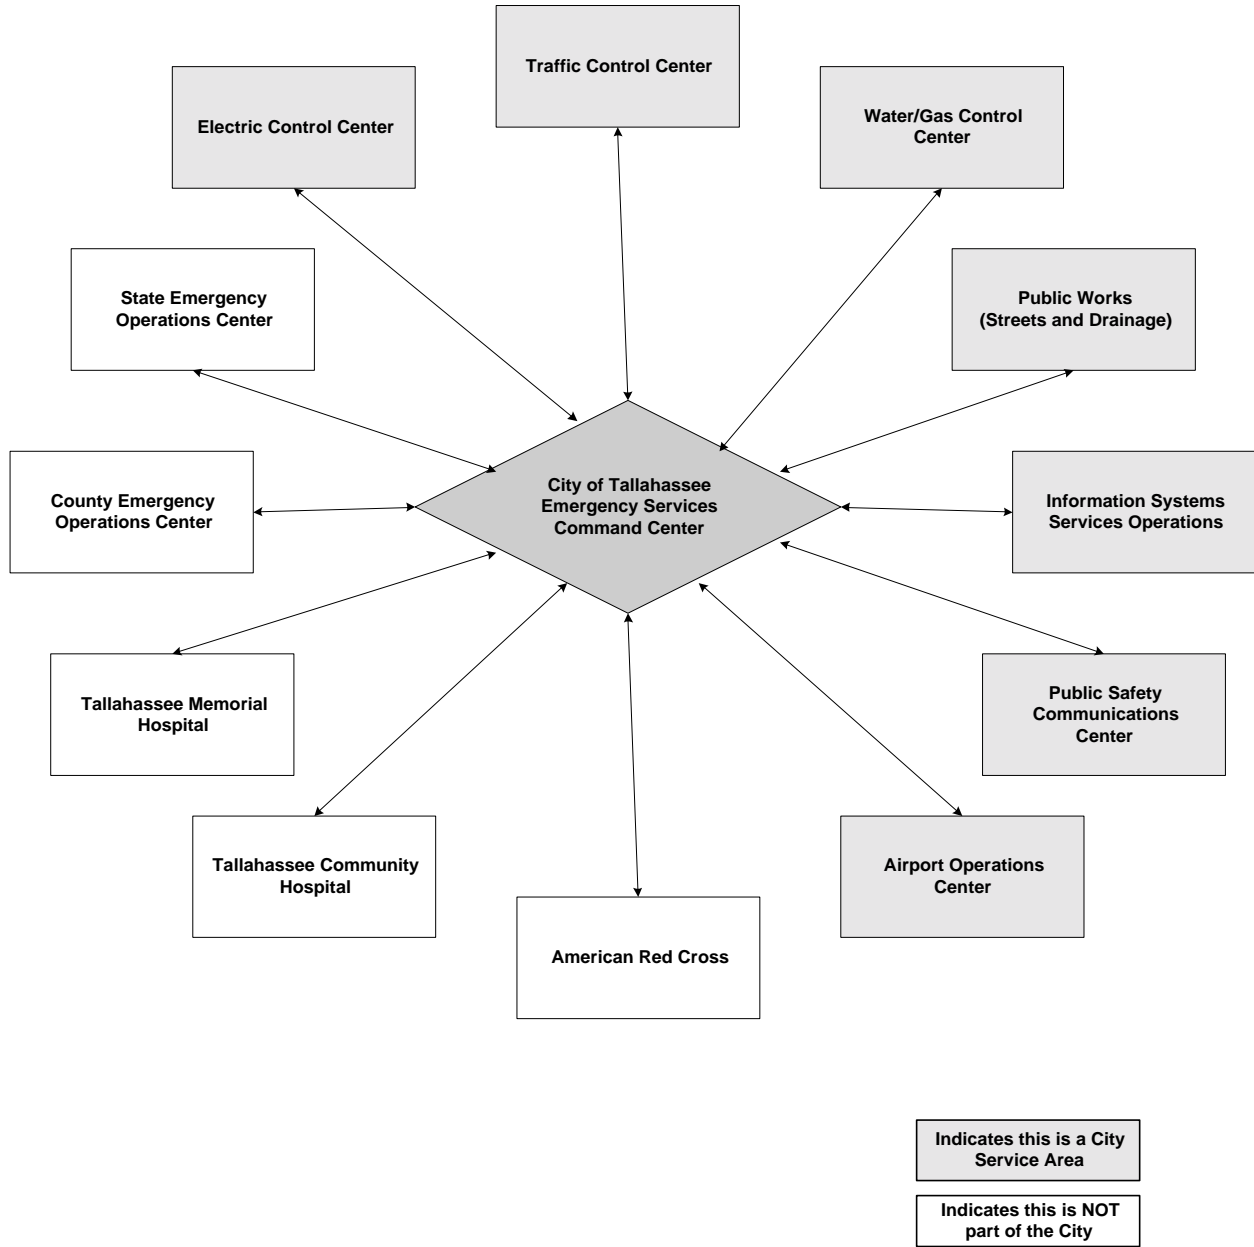 Traffic Control Center
Electric Control Center
Water/Gas Control
Center
State Emergency
Operations Center
Public Works
(Streets and Drainage)
County Emergency
Operations Center
City of Tallahassee
Emergency Services
Command Center
Information Systems
Services Operations
Tallahassee Memorial
Hospital
Public Safety
Communications
Center
Tallahassee Community
Hospital
Airport Operations
Center
American Red Cross
Indicates this is a City
Service Area
Indicates this is NOT
part of the City